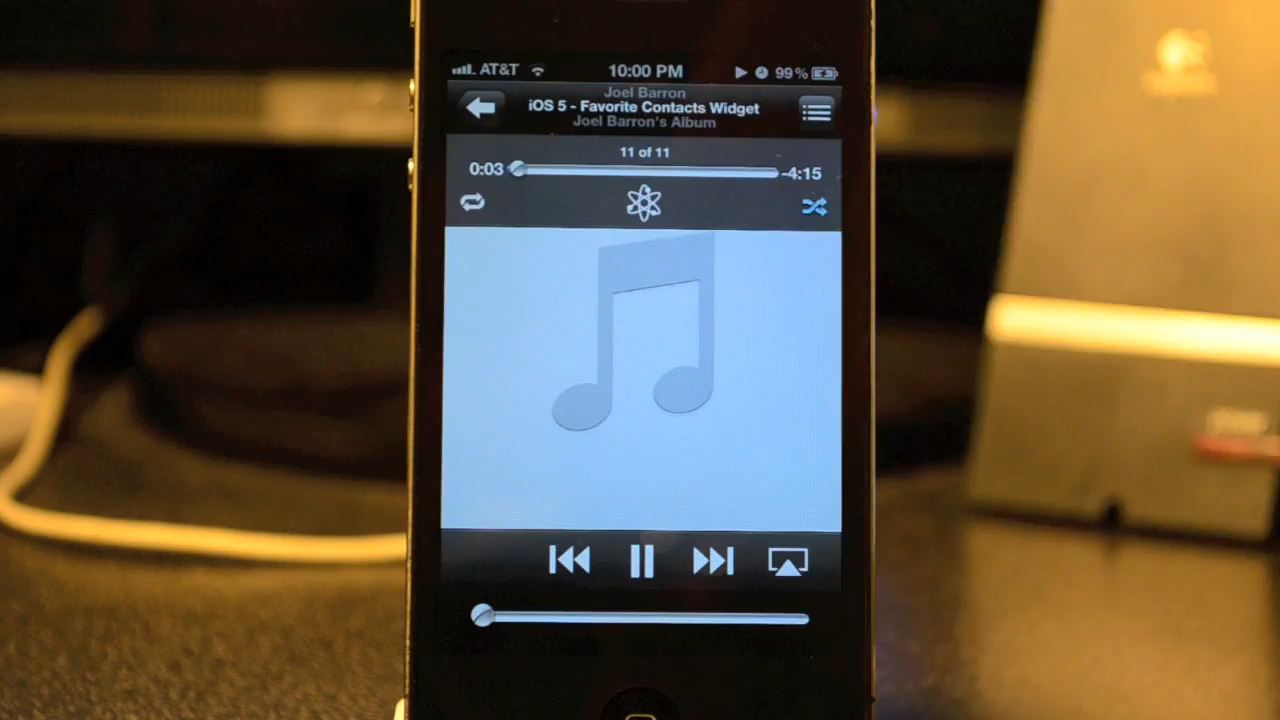 AT&T 10:00 PM 99%
Joel Barron
iOS 5 - Favorite Contacts Widget
Joel Barron's Album
11 of 11
0:03 -4:15